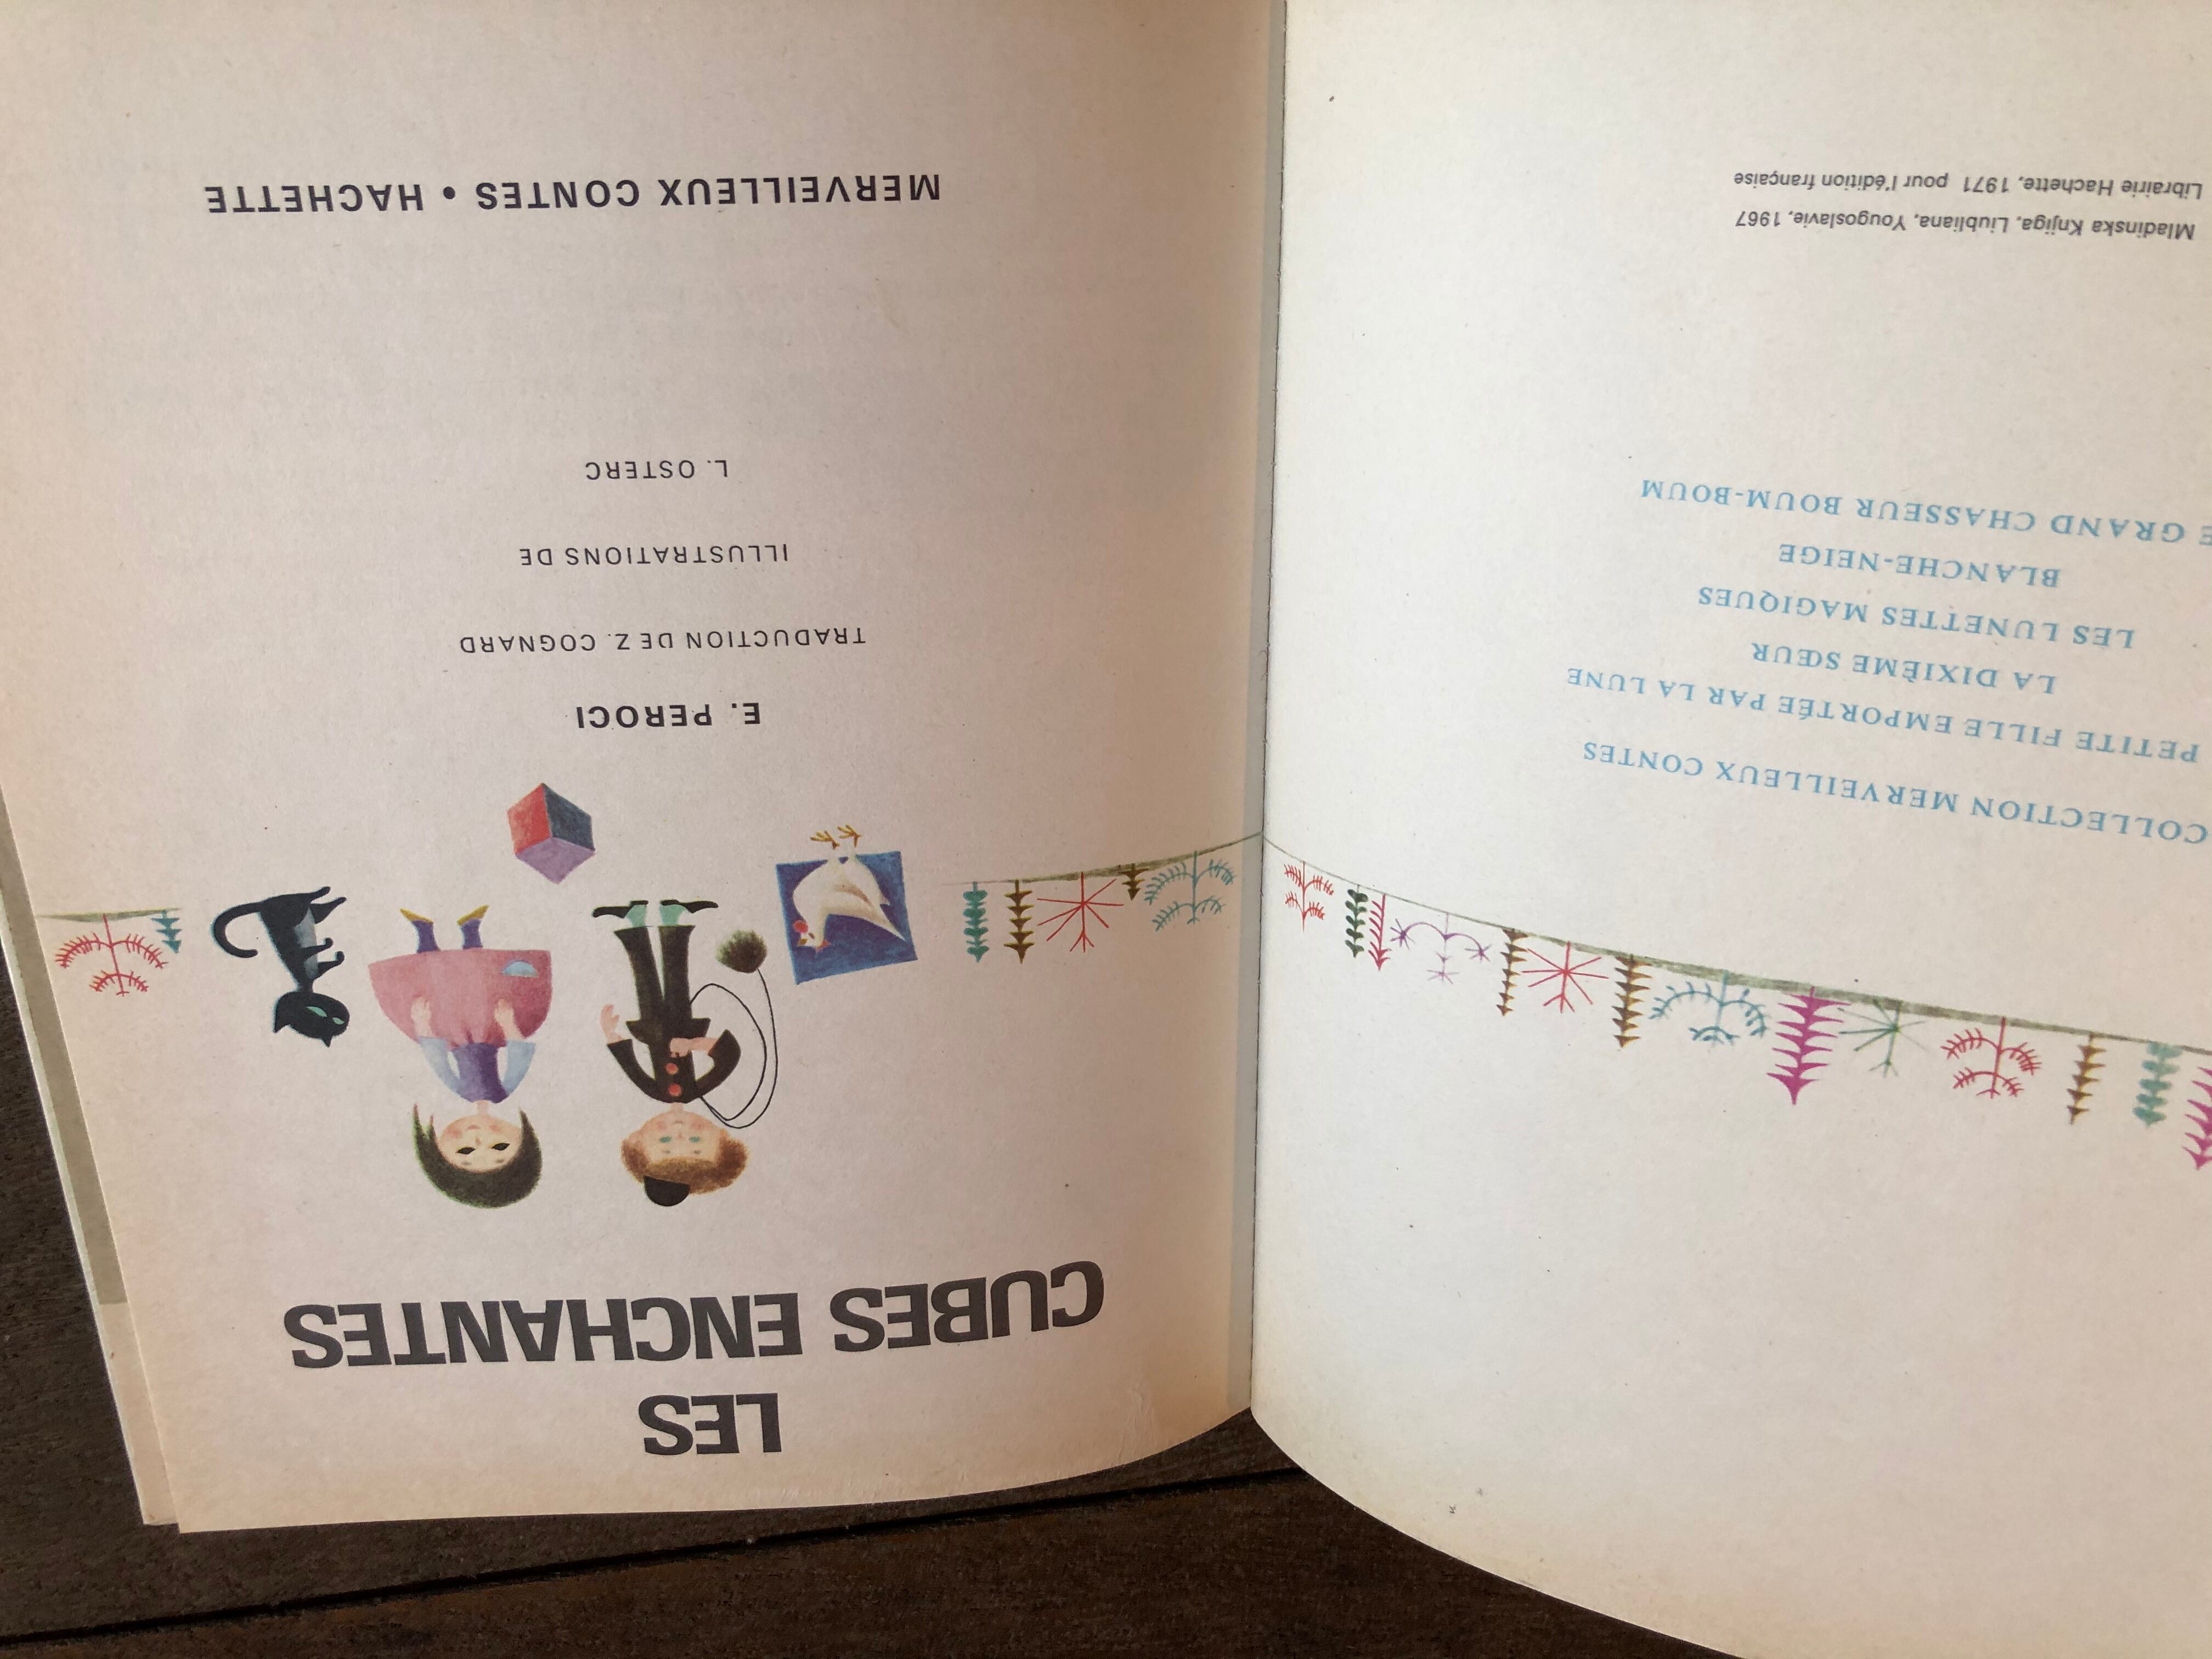 COLLECTION MERVEILLEUX CONTES
PETITE FILLE EMPORTÉE PAR LA LUNE
LA DIXIÈME SŒUR
LES LUNETTES MAGIQUES
BLANCHE-NEIGE
E GRAND CHASSEUR BOUM-BOUM
Mladinska Knjiga, Liubliana, Yougoslavie, 1967
Librairie Hachette, 1971 pour l'édition française
LES
CUBES ENCHANTES
E. PEROCI
TRADUCTION DE Z. COGNARD
ILLUSTRATIONS DE
L. OSTERC
MERVEILLEUX CONTES • HACHETTE